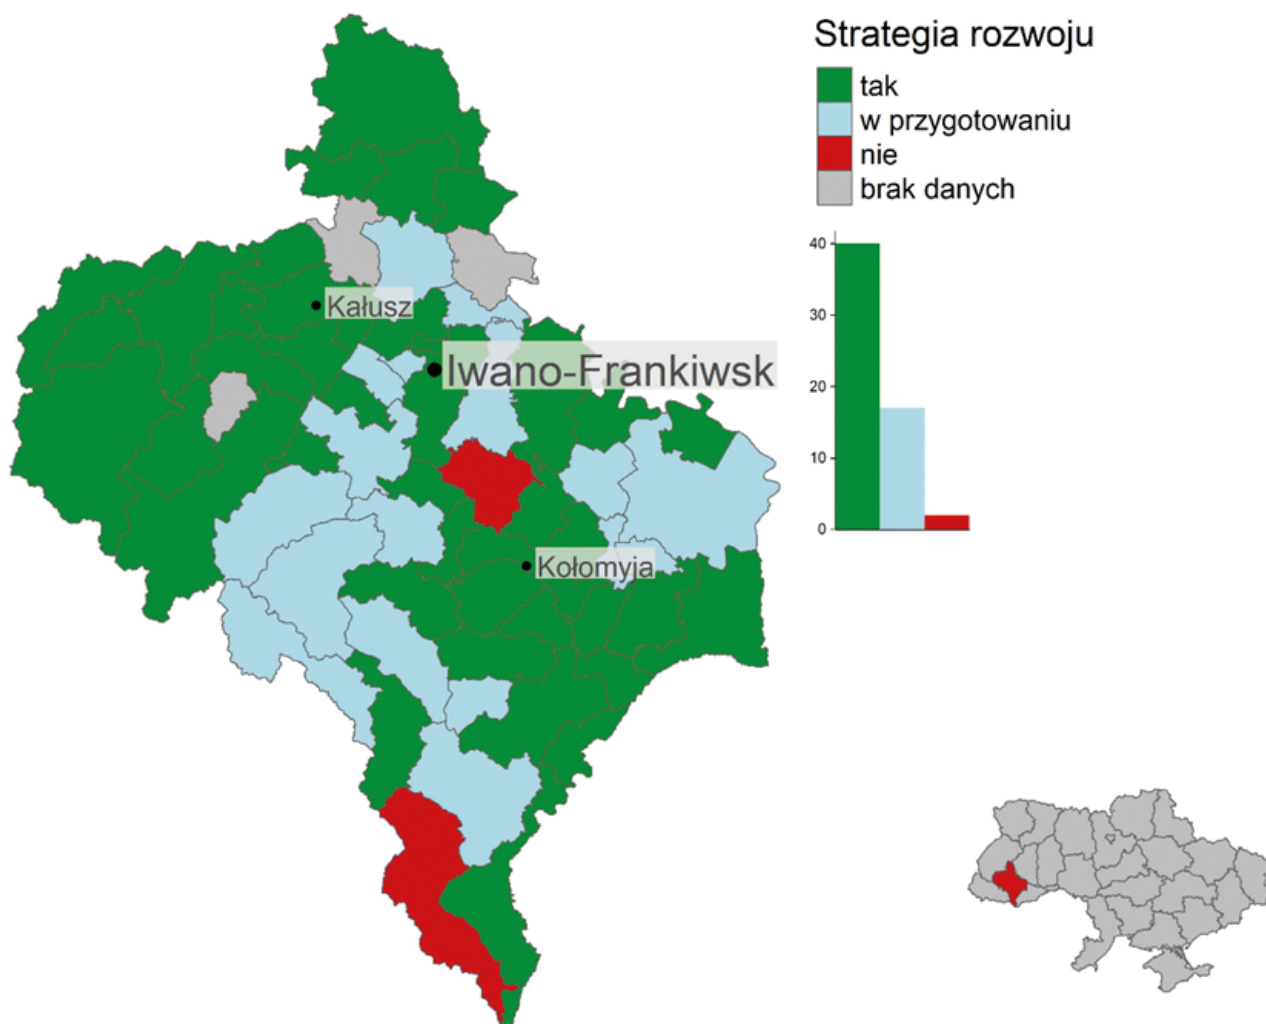 Strategia rozwoju
tak
w przygotowaniu
nie
brak danych
40
30
20
10
0
Kałusz
Iwano-Frankiwsk
Kołomyja